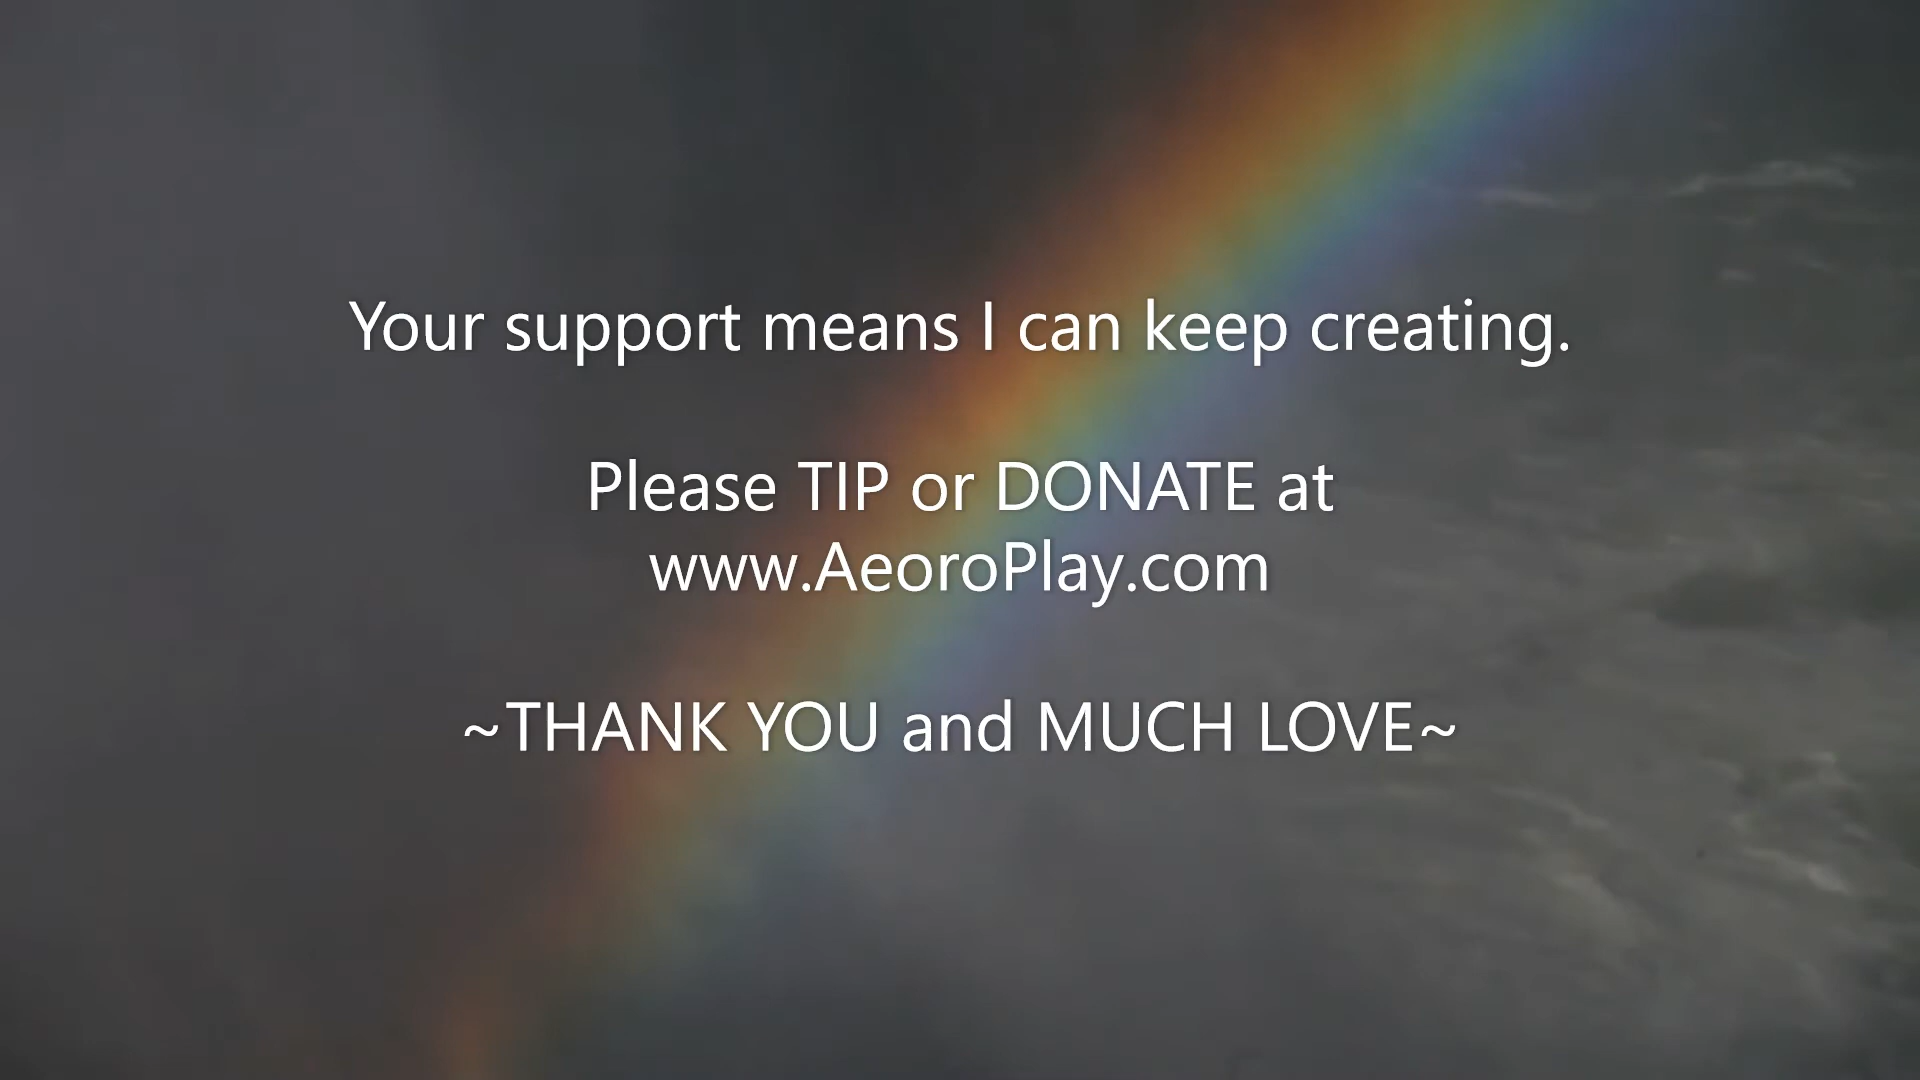 Your support means I can keep creating.
Please TIP or DONATE at
www.AeoroPlay.com
~THANK YOU and MUCH LOVE~